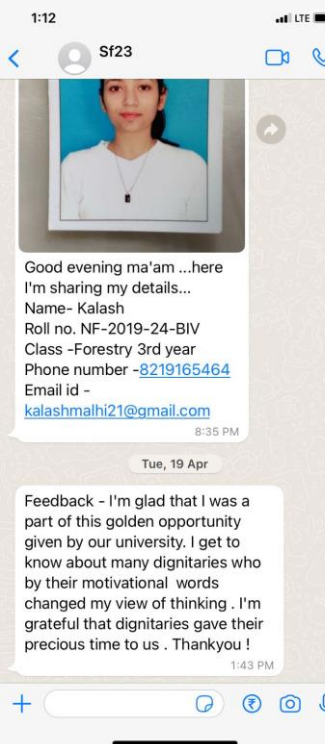 1:12
LTE
Sf23
Good evening ma'am ...here
I'm sharing my details...
Name- Kalash
Roll no. NF-2019-24-BIV
Class -Forestry 3rd year
Phone number -8219165464
Email id -
kalashmalhi21@gmail.com
8:35 PM
Tue, 19 Apr
Feedback - I'm glad that I was a
part of this golden opportunity
given by our university. I get to
know about many dignitaries who
by their motivational  words
changed my view of thinking . I'm
grateful that dignitaries gave their
precious time to us . Thankyou !
1:43 PM
₹